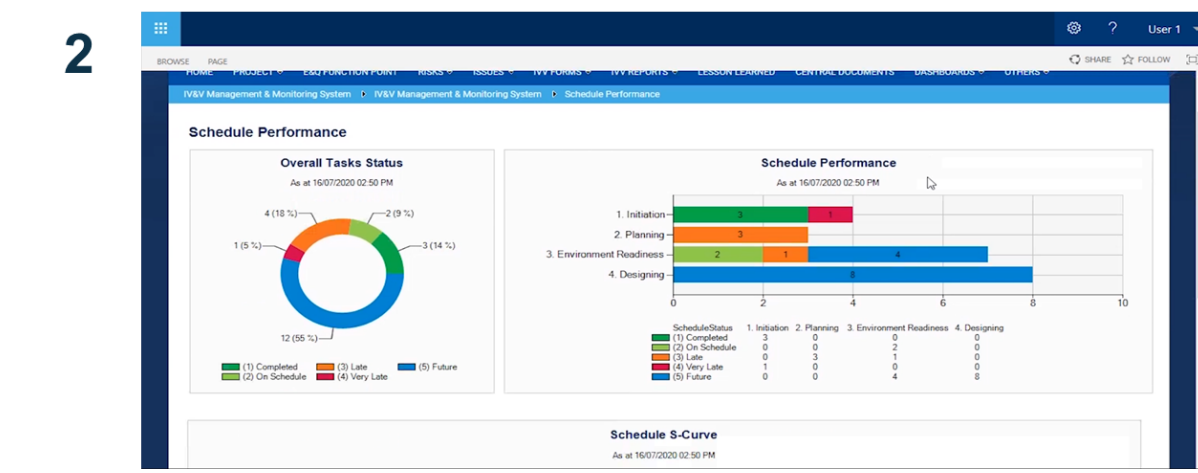 2
User 1
BROWSE PAGE
SHARE FOLLOW
HOME PROJECT E&Q FUNCTION POINT RISKS ISSUES IVV FORMS IVV REPORTS LESSON LEARNED CENTRAL DOCUMENTS DASHBOARDS OTHERS
IV&V Management & Monitoring System IV&V Management & Monitoring System Schedule Performance
Schedule Performance
Overall Tasks Status
As at 16/07/2020 02:50 PM
4 (18 %) 2 (9 %)
1 (5 %) 3 (14 %)
12 (55 %)
(1) Completed (3) Late (5) Future
(2) On Schedule (4) Very Late
Schedule Performance
As at 16/07/2020 02:50 PM
1. Initiation 3 1
2. Planning 3
3. Environment Readiness 2 1 4
4. Designing 8
0 2 4 6 8 10
ScheduleStatus 1. Initiation 2. Planning 3. Environment Readiness 4. Designing
(1) Completed 3 0 0 0
(2) On Schedule 0 0 2 0
(3) Late 0 3 1 0
(4) Very Late 1 0 0 0
(5) Future 0 0 4 8
Schedule S-Curve
As at 16/07/2020 02:50 PM